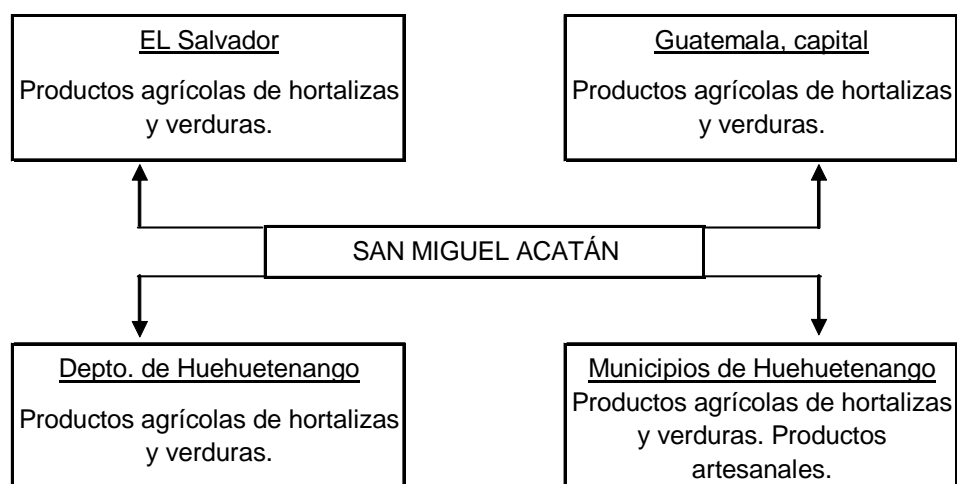 EL Salvador
Productos agrícolas de hortalizas
y verduras.
Guatemala, capital
Productos agrícolas de hortalizas
y verduras.
SAN MIGUEL ACATÁN
Depto. de Huehuetenango
Productos agrícolas de hortalizas
y verduras.
Municipios de Huehuetenango
Productos agrícolas de hortalizas
y verduras. Productos
artesanales.